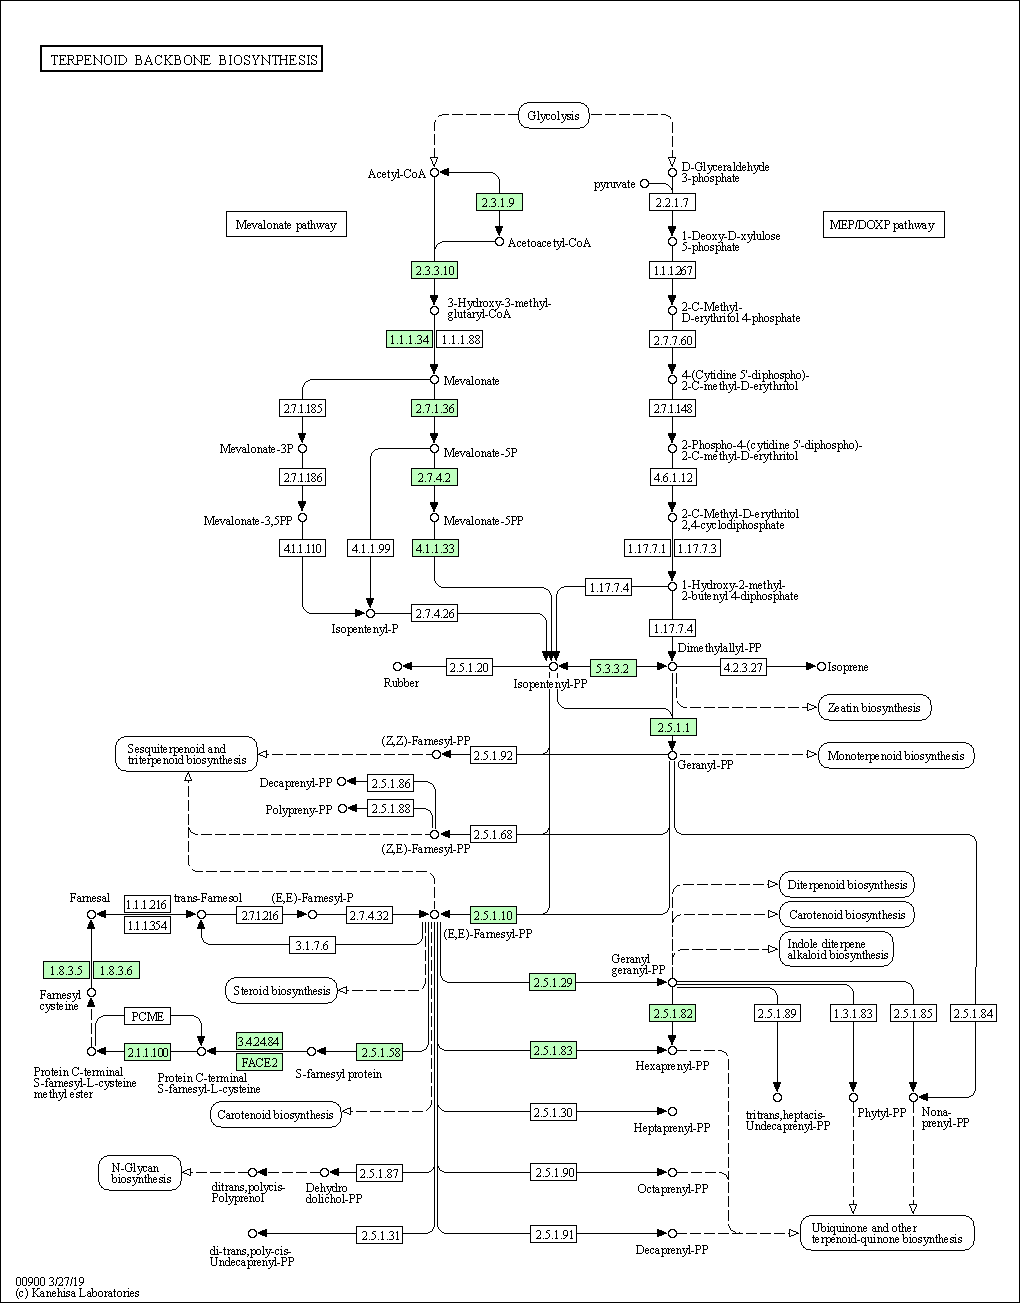 TERPENOID BACKBONE BIOSYNTHESIS
Glycolysis
Acetyl-CoA
D-Glyceraldehyde
3-phosphate
pyruvate
2.3.1.9
2.2.1.7
Mevalonate pathway
MEP/DOXP pathway
Acetoacetyl-CoA
1-Deoxy-D-xylulose
5-phosphate
2.3.3.10
1.1.1.267
3-Hydroxy-3-methyl-
glutaryl-CoA
2-C-Methyl-
D-erythritol 4-phosphate
1.1.1.34
1.1.1.88
2.7.7.60
Mevalonate
4-(Cytidine 5'-diphospho)-
2-C-methyl-D-erythritol
2.7.1.185
2.7.1.36
2.7.1.148
Mevalonate-3P
Mevalonate-5P
2-Phospho-4-(cytidine 5'-diphospho)-
2-C-methyl-D-erythritol
2.7.1.186
2.7.4.2
4.6.1.12
Mevalonate-3,5PP
Mevalonate-5PP
2-C-Methyl-D-erythritol
2,4-cyclodiphosphate
4.1.1.110
4.1.1.99
4.1.1.33
1.17.7.1
1.17.7.3
1.17.7.4
1-Hydroxy-2-methyl-
2-butenyl 4-diphosphate
Isopentenyl-P
2.7.4.26
1.17.7.4
Dimethylallyl-PP
Rubber
2.5.1.20
Isopentenyl-PP
5.3.3.2
4.2.3.27
Isoprene
Zeatin biosynthesis
2.5.1.1
Sesquiterpenoid and
triterpenoid biosynthesis
(Z,Z)-Farnesyl-PP
2.5.1.92
Geranyl-PP
Monoterpenoid biosynthesis
Decaprenyl-PP
2.5.1.86
Polypreny-PP
2.5.1.88
2.5.1.68
(Z,E)-Farnesyl-PP
Diterpenoid biosynthesis
Farnesal
1.1.1.216
1.1.1.354
trans-Farnesol
2.7.1.216
(E,E)-Farnesyl-P
2.7.4.32
2.5.1.10
(E,E)-Farnesyl-PP
Carotenoid biosynthesis
3.1.7.6
Indole diterpene
alkaloid biosynthesis
1.8.3.5
1.8.3.6
Geranyl
geranyl-PP
Farnesyl
cysteine
Steroid biosynthesis
2.5.1.29
PCME
2.5.1.82
2.5.1.89
1.3.1.83
2.5.1.85
2.5.1.84
2.1.1.100
3.4.24.84
FACE2
2.5.1.58
2.5.1.83
Hexaprenyl-PP
Protein C-terminal
S-farnesyl-L-cysteine
methyl ester
Protein C-terminal
S-farnesyl-L-cysteine
S-farnesyl protein
Carotenoid biosynthesis
2.5.1.30
Heptaprenyl-PP
tritrans,heptacis-
Undecaprenyl-PP
Phytyl-PP
Nona-
prenyl-PP
N-Glycan
biosynthesis
ditrans,polycis-
Polyprenol
Dehydro
dolichol-PP
2.5.1.87
2.5.1.90
Octaprenyl-PP
di-trans,poly-cis-
Undecaprenyl-PP
2.5.1.31
2.5.1.91
Decaprenyl-PP
Ubiquinone and other
terpenoid-quinone biosynthesis
00900 3/27/19
(c) Kanehisa Laboratories